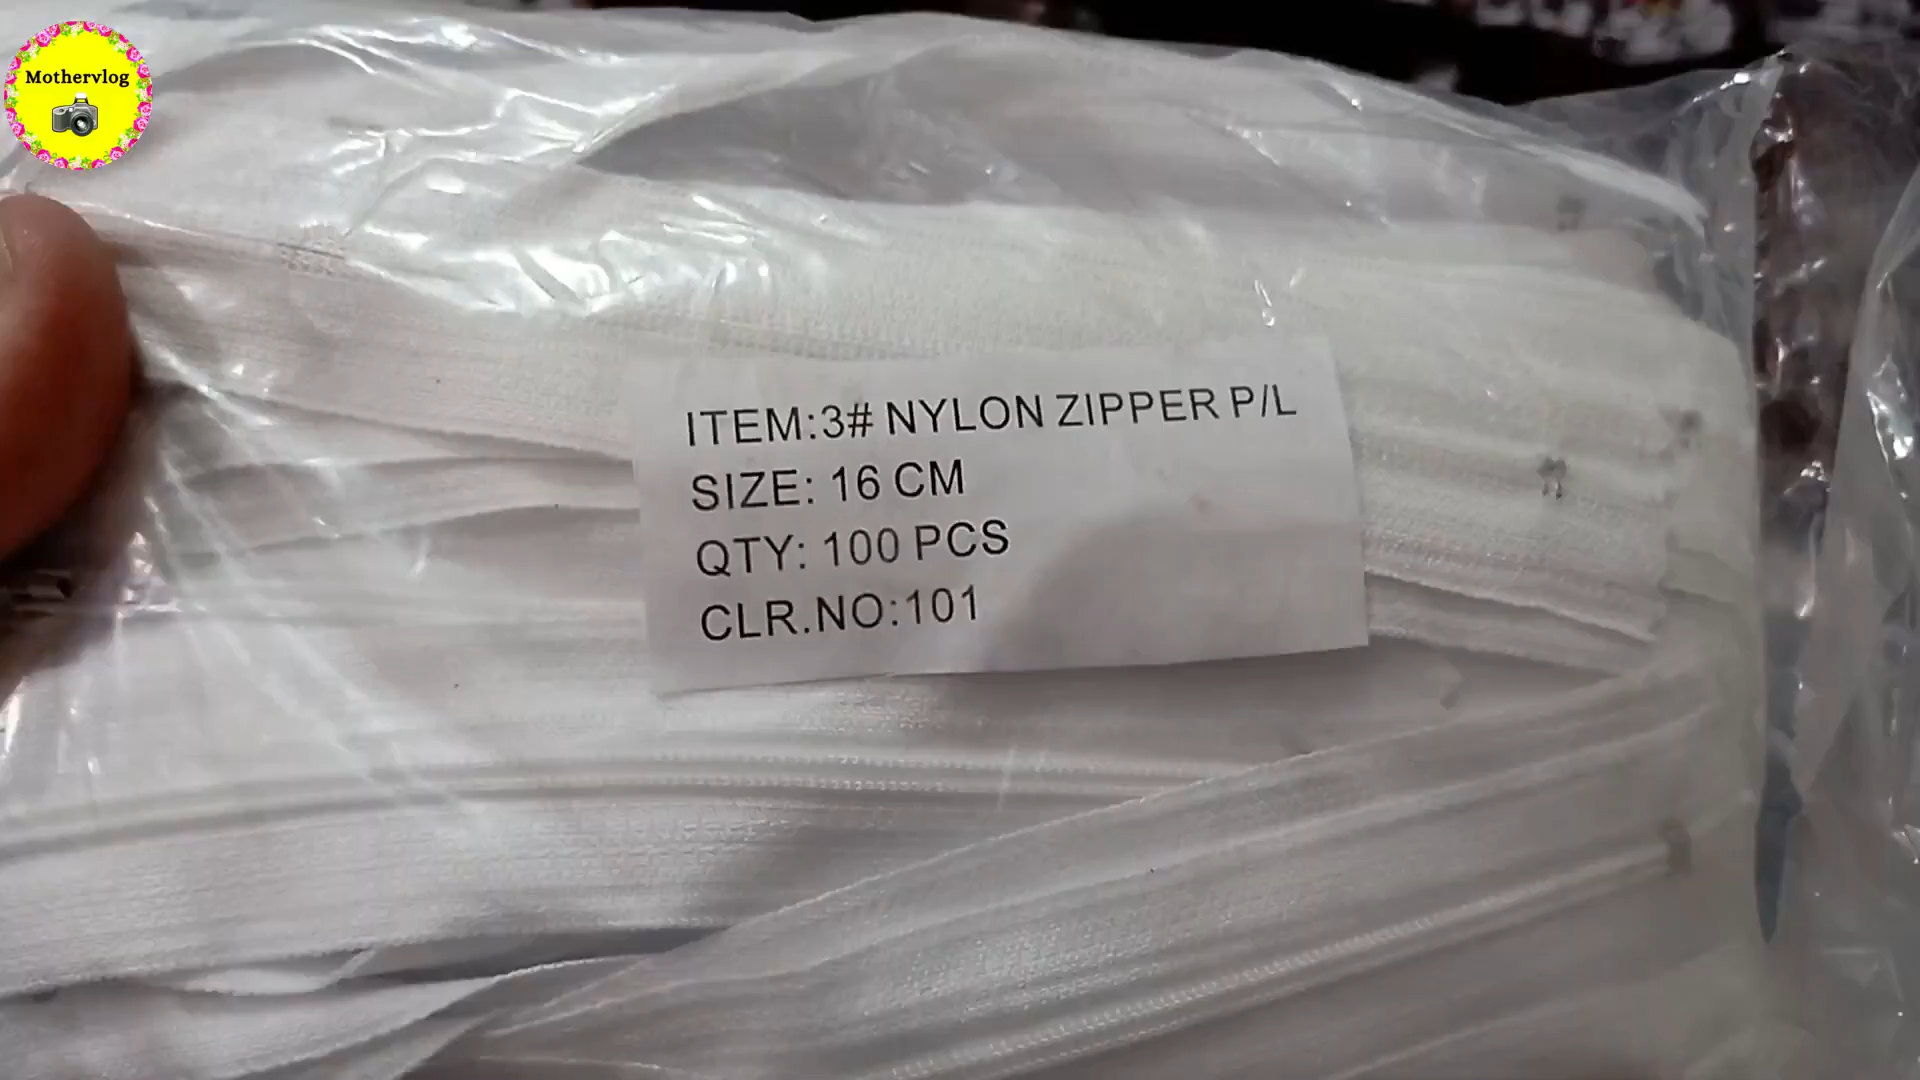 Mothervlog
ITEM:3# NYLON ZIPPER P/L
SIZE: 16 CM
QTY: 100 PCS
CLR.NO:101